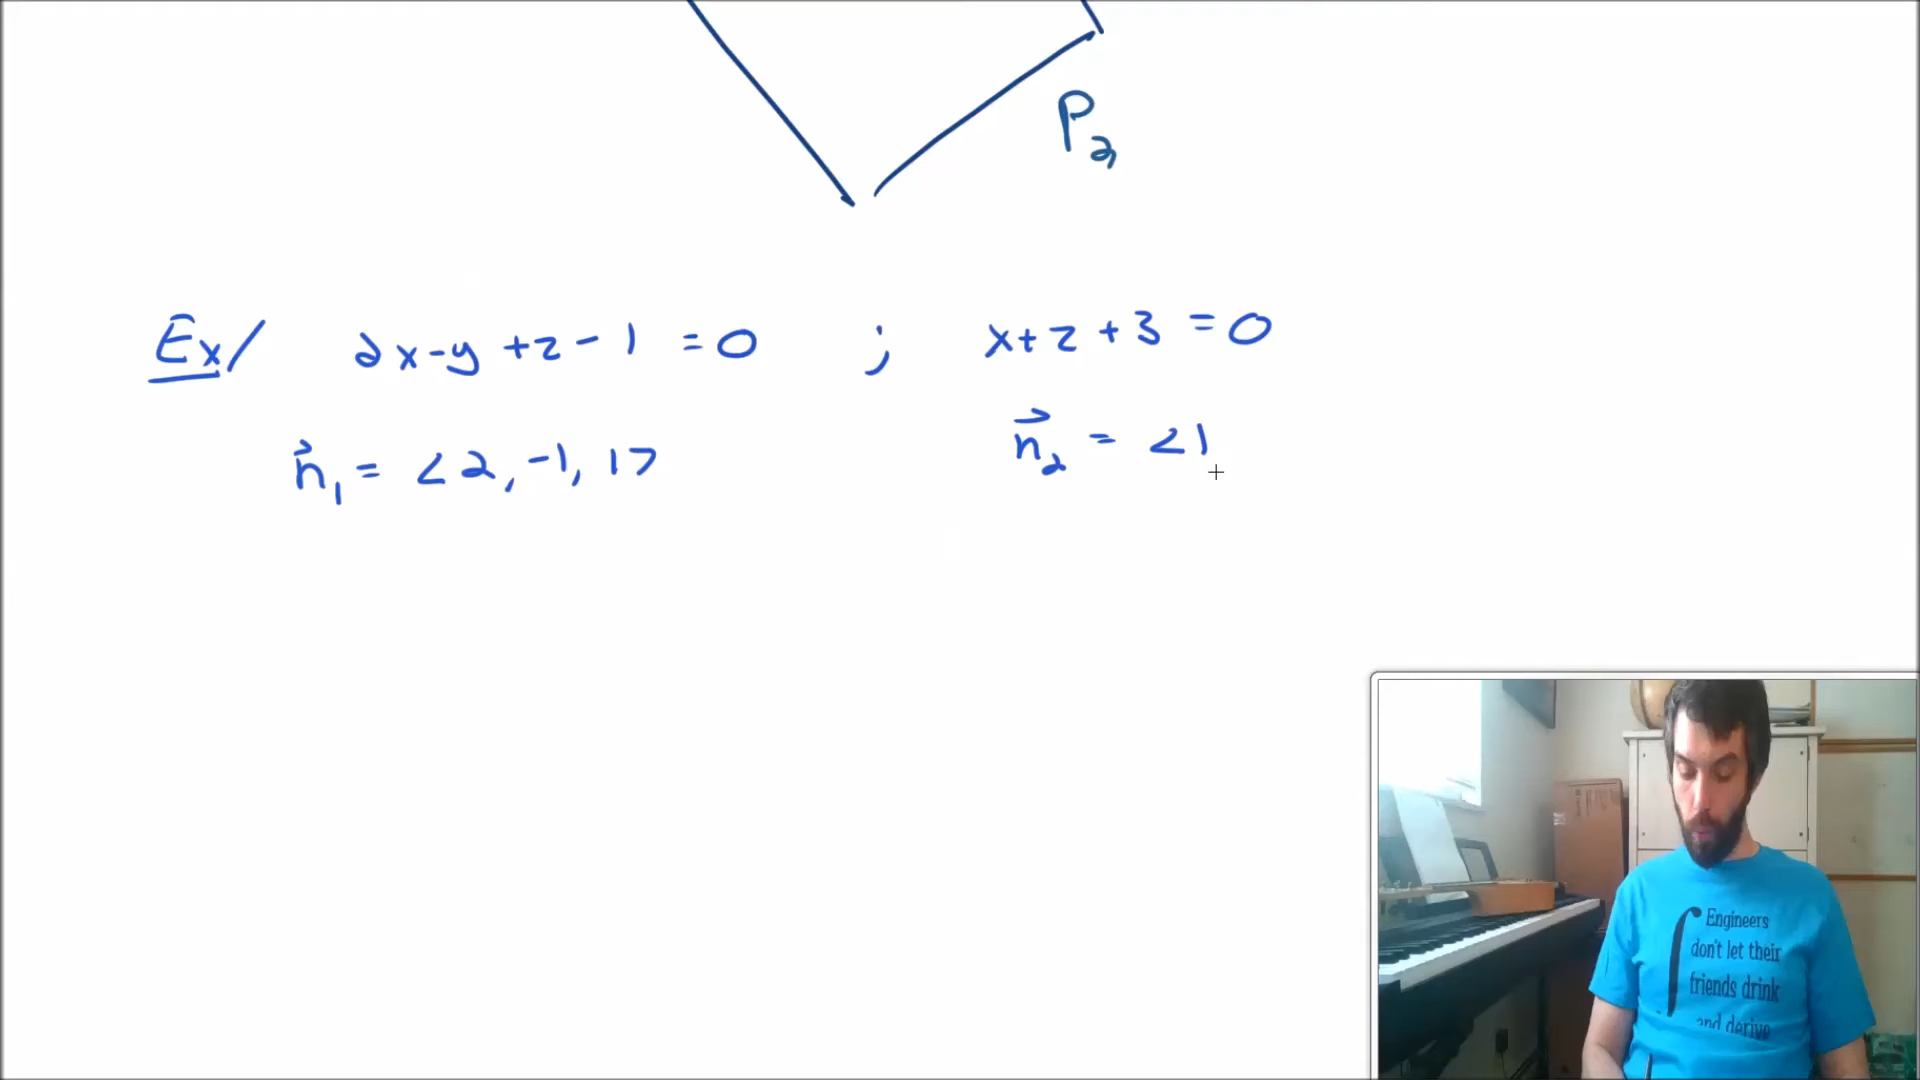 P₂
Ex/ 2x-y+z-1=0 ; x+z+3=0
n⃗₁ = <2, -1, 1> n⃗₂ = <1
Engineers
don't let their
friends drink
and derive